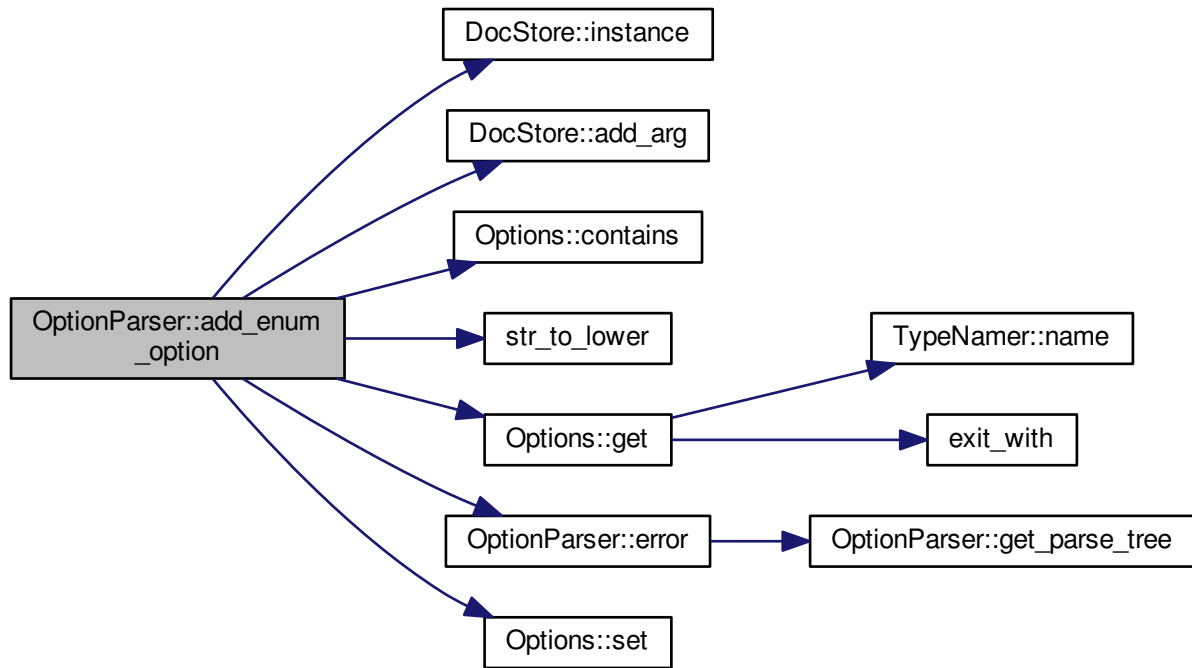 DocStore::instance
DocStore::add_arg
Options::contains
OptionParser::add_enum
_option
str_to_lower
TypeNamer::name
Options::get
exit_with
OptionParser::error
OptionParser::get_parse_tree
Options::set